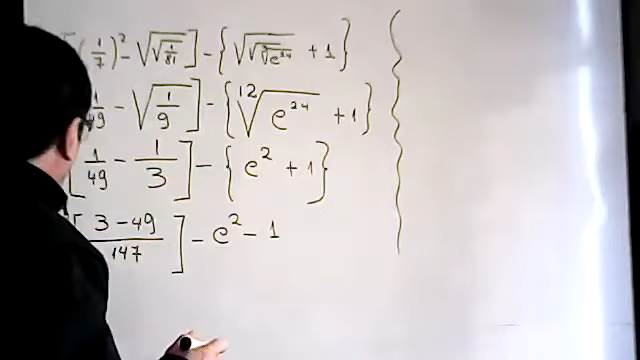 [(1/7)² - √√(1/81)] - {√√∛e²⁴ + 1}
1/49 - √(1/9)] - {¹²√e²⁴ + 1}
[1/49 - 1/3] - {e² + 1}
[(3 - 49)/147] - e² - 1